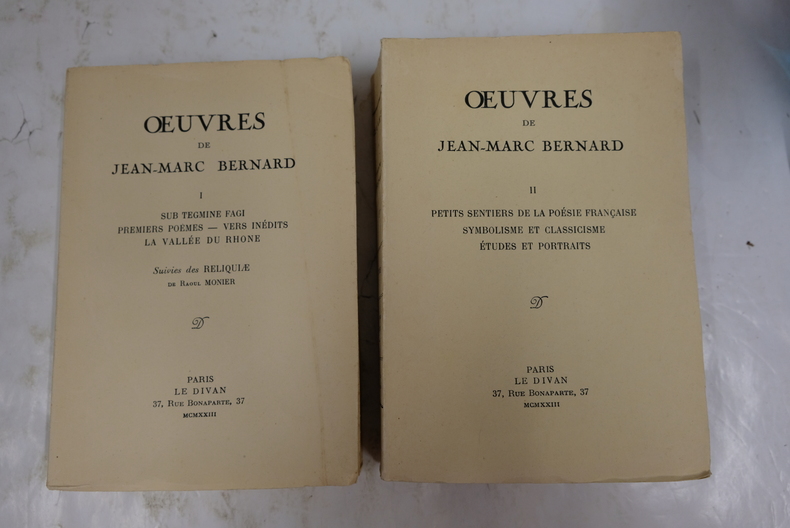 ŒUVRES
DE
JEAN-MARC BERNARD
I
SUB TEGMINE FAGI
PREMIERS POÈMES — VERS INÉDITS
LA VALLÉE DU RHONE
Suivies des RELIQUIÆ
DE RAOUL MONIER
D
PARIS
LE DIVAN
37, RUE BONAPARTE, 37
MCMXXIII
ŒUVRES
DE
JEAN-MARC BERNARD
II
PETITS SENTIERS DE LA POÉSIE FRANÇAISE
SYMBOLISME ET CLASSICISME
ÉTUDES ET PORTRAITS
D
PARIS
LE DIVAN
37, RUE BONAPARTE, 37
MCMXXIII